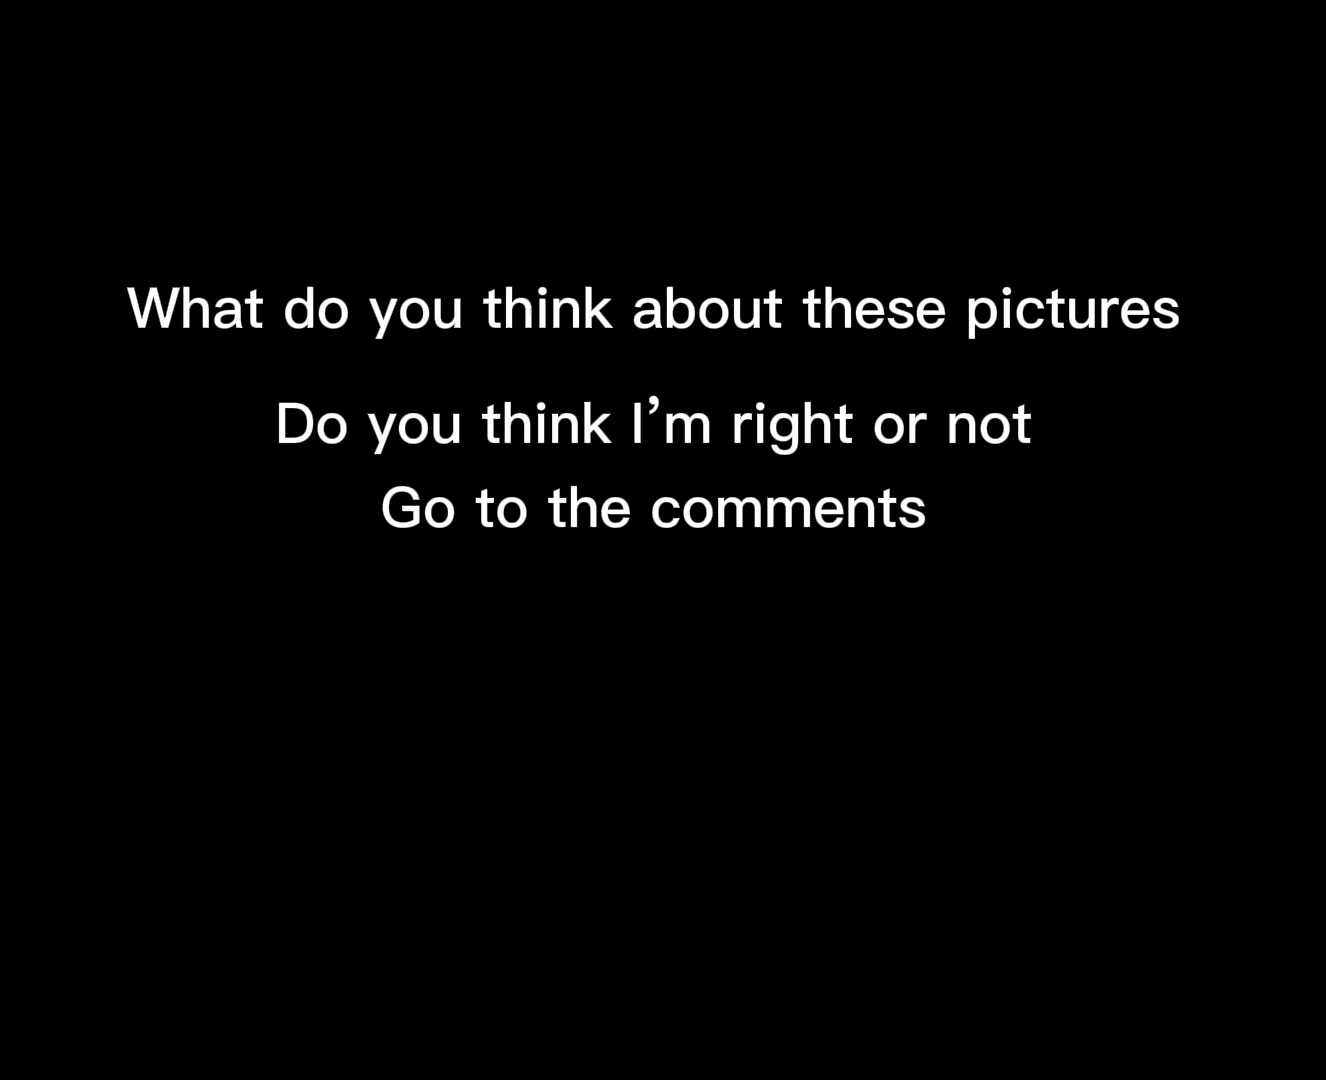 What do you think about these pictures
Do you think I’m right or not
Go to the comments